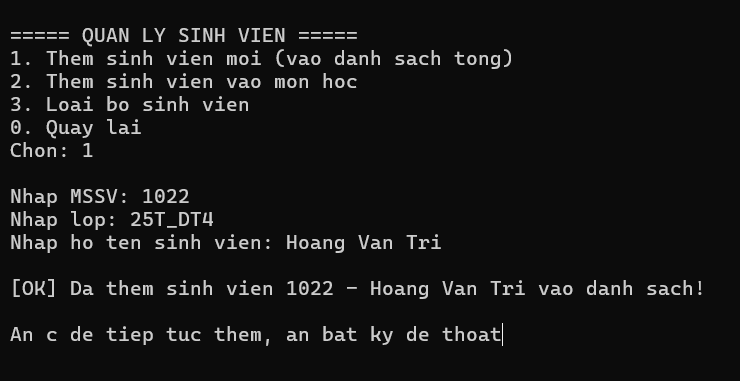 ===== QUAN LY SINH VIEN =====
1. Them sinh vien moi (vao danh sach tong)
2. Them sinh vien vao mon hoc
3. Loai bo sinh vien
0. Quay lai
Chon: 1
Nhap MSSV: 1022
Nhap lop: 25T_DT4
Nhap ho ten sinh vien: Hoang Van Tri
[OK] Da them sinh vien 1022 - Hoang Van Tri vao danh sach!
An c de tiep tuc them, an bat ky de thoat